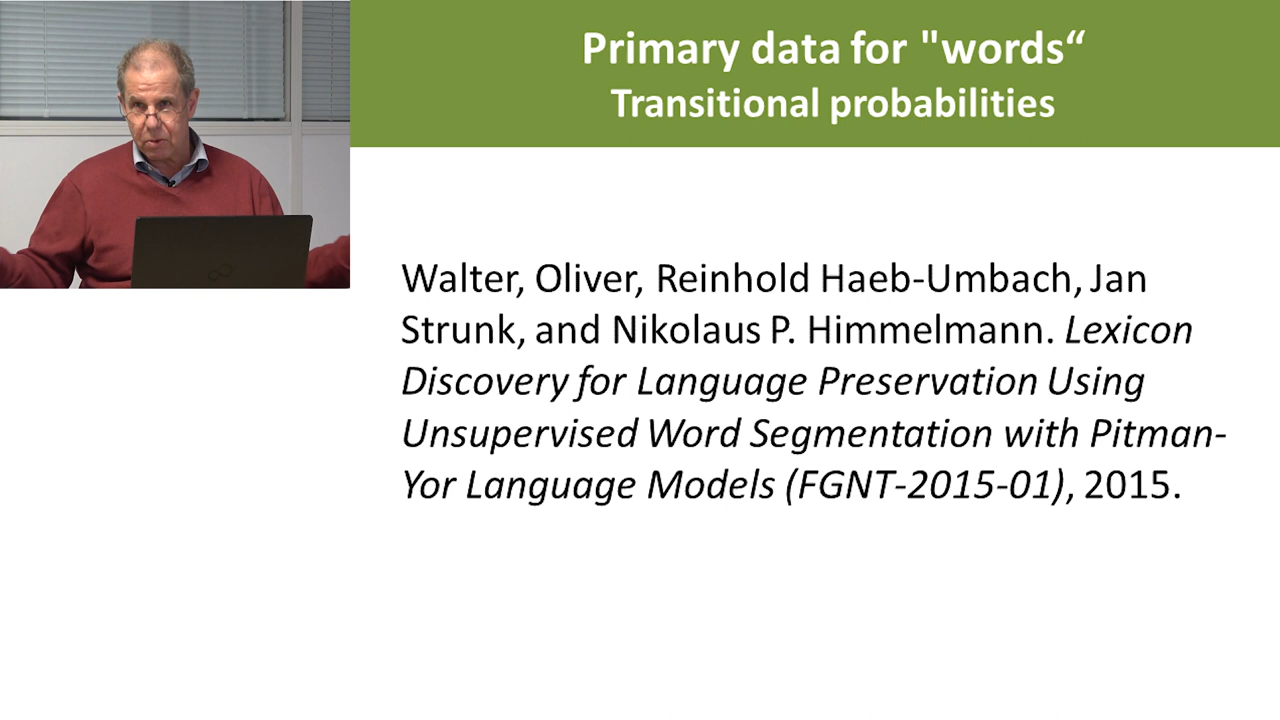 Primary data for "words“
Transitional probabilities
Walter, Oliver, Reinhold Haeb-Umbach, Jan
Strunk, and Nikolaus P. Himmelmann. Lexicon
Discovery for Language Preservation Using
Unsupervised Word Segmentation with Pitman-
Yor Language Models (FGNT-2015-01), 2015.